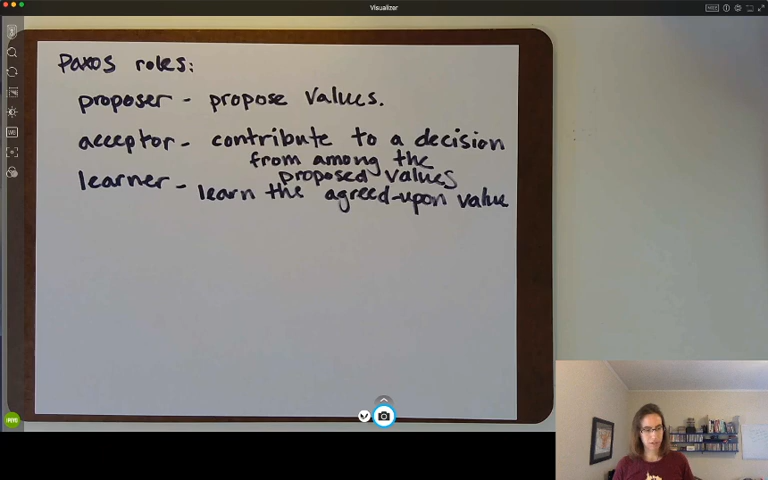 Visualizer
Paxos roles:
proposer - propose values.
acceptor - contribute to a decision
from among the
proposed values
learner - learn the agreed-upon value